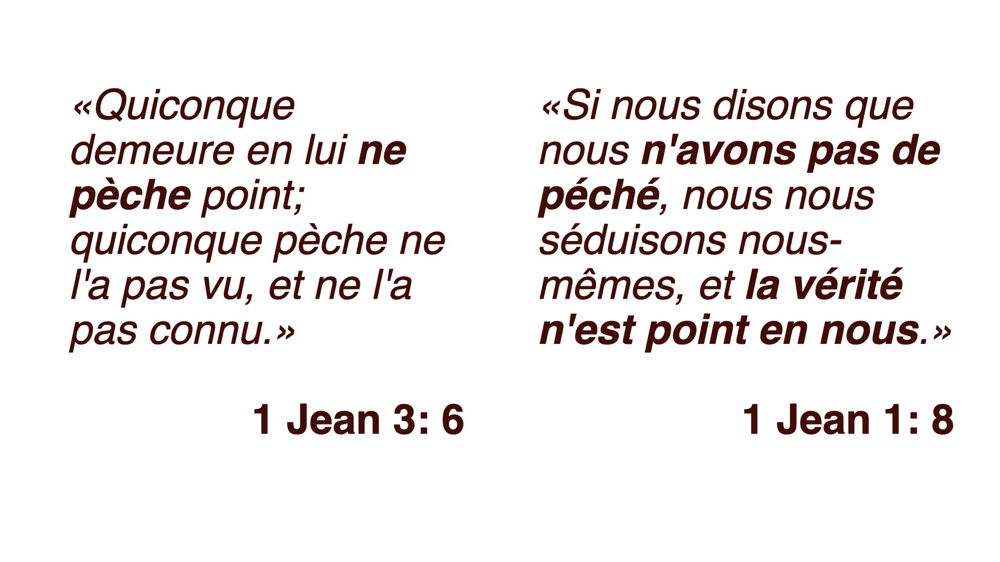 «Quiconque
demeure en lui ne
pèche point;
quiconque pèche ne
l'a pas vu, et ne l'a
pas connu.»
1 Jean 3: 6
«Si nous disons que
nous n'avons pas de
péché, nous nous
séduisons nous-
mêmes, et la vérité
n'est point en nous.»
1 Jean 1: 8